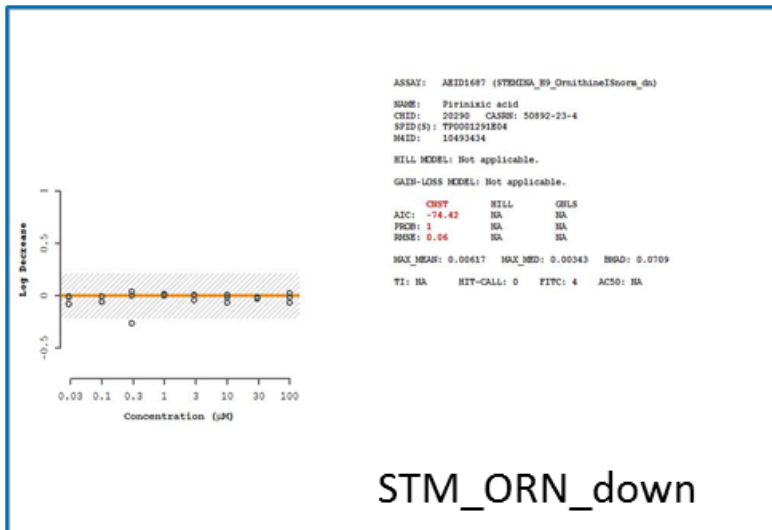 ASSAY: AEID1687 (STEMINA_H9_OrnithineISnorm_dn)
NAME: Pirinixic acid
CHID: 20290 CASRN: 50892-23-4
SPID(S): TP0001291E04
M4ID: 10493434
HILL MODEL: Not applicable.
GAIN-LOSS MODEL: Not applicable.
CNST HILL GNLS
AIC: -74.42 NA NA
PROB: 1 NA NA
RMSE: 0.06 NA NA
MAX_MEAN: 0.00617 MAX_MED: 0.00343 BMAD: 0.0709
TI: NA HIT-CALL: 0 FITC: 4 AC50: NA
Log Decrease
1
0.5
0
-0.5
0.03 0.1 0.3 1 3 10 30 100
Concentration (µM)
STM_ORN_down